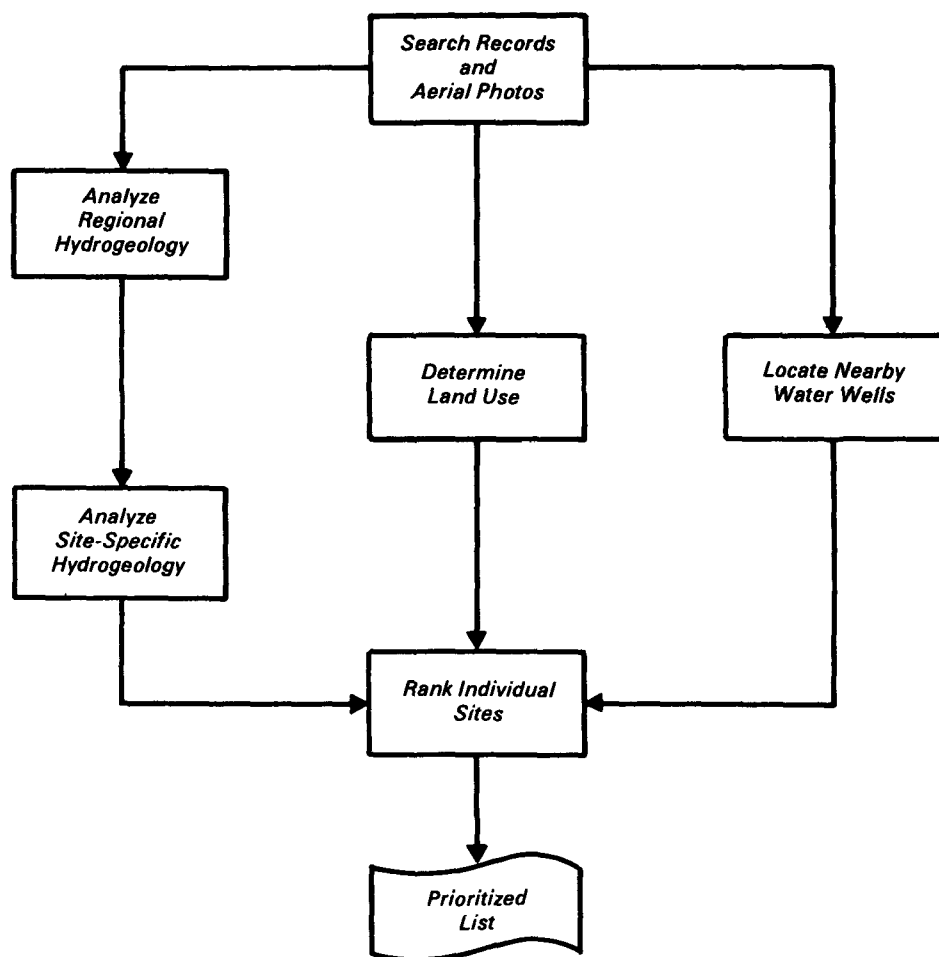 Search Records
and
Aerial Photos
Analyze
Regional
Hydrogeology
Determine
Land Use
Locate Nearby
Water Wells
Analyze
Site-Specific
Hydrogeology
Rank Individual
Sites
Prioritized
List